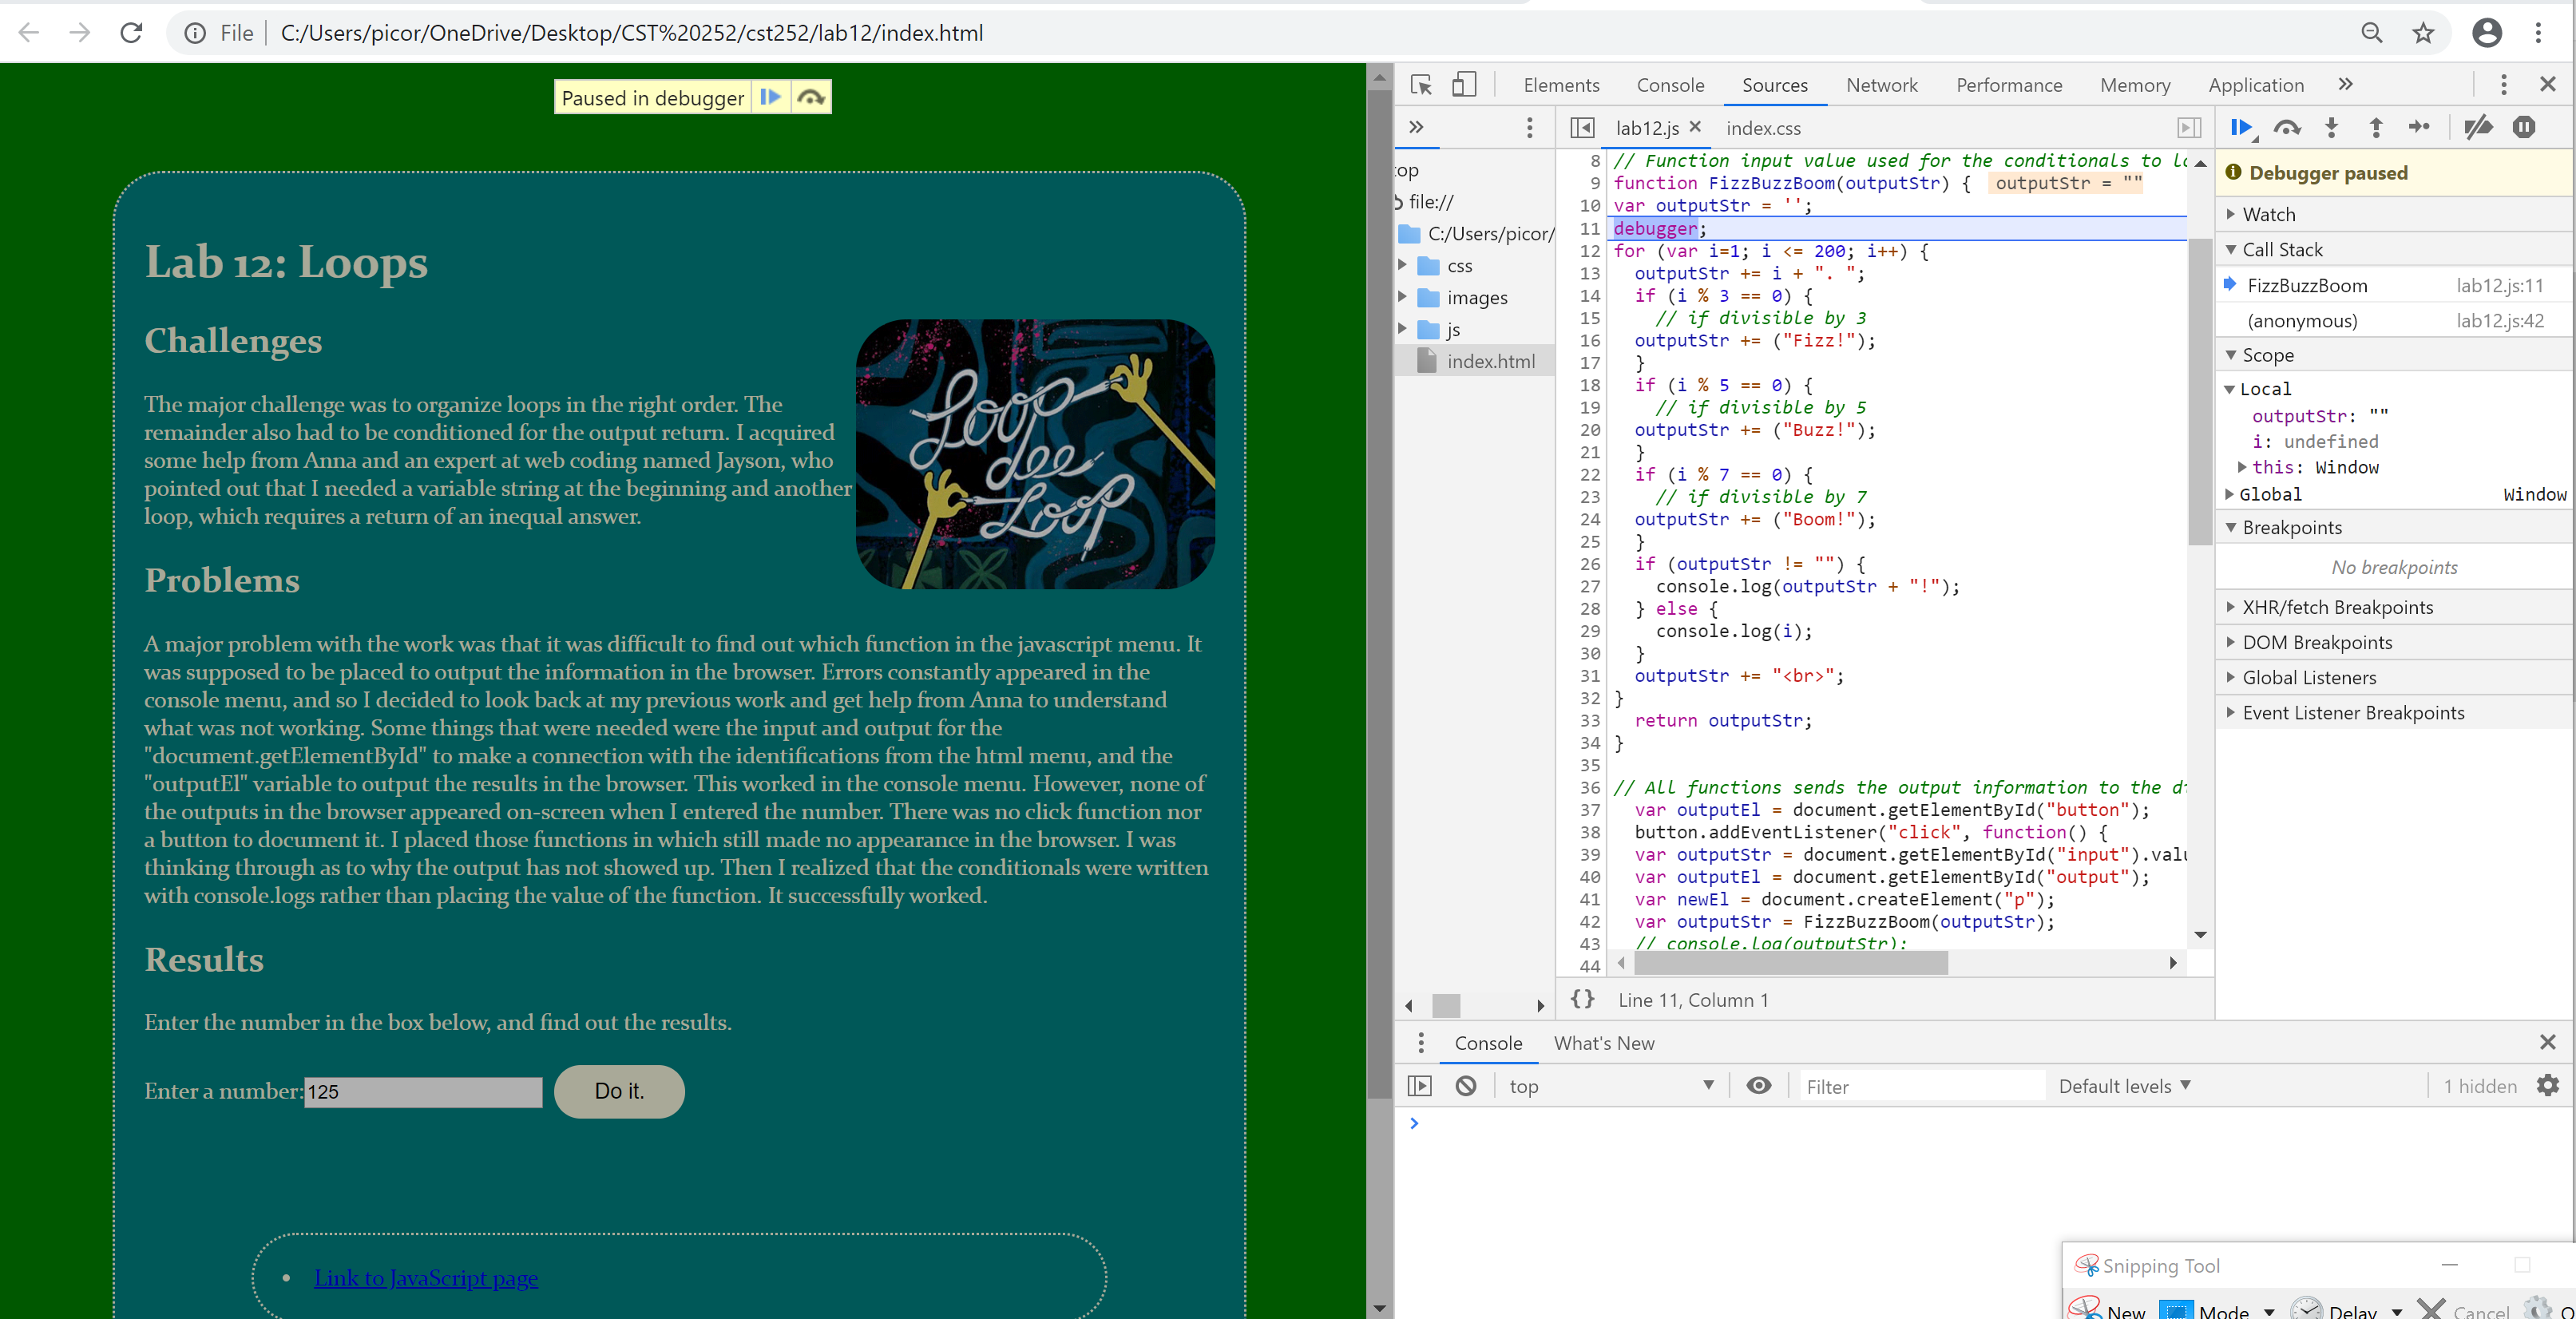 File C:/Users/picor/OneDrive/Desktop/CST%20252/cst252/lab12/index.html
Paused in debugger
Lab 12: Loops
Challenges
The major challenge was to organize loops in the right order. The
remainder also had to be conditioned for the output return. I acquired
some help from Anna and an expert at web coding named Jayson, who
pointed out that I needed a variable string at the beginning and another
loop, which requires a return of an inequal answer.
Loop
dee
Loop
Problems
A major problem with the work was that it was difficult to find out which function in the javascript menu. It
was supposed to be placed to output the information in the browser. Errors constantly appeared in the
console menu, and so I decided to look back at my previous work and get help from Anna to understand
what was not working. Some things that were needed were the input and output for the
"document.getElementById" to make a connection with the identifications from the html menu, and the
"outputEl" variable to output the results in the browser. This worked in the console menu. However, none of
the outputs in the browser appeared on-screen when I entered the number. There was no click function nor
a button to document it. I placed those functions in which still made no appearance in the browser. I was
thinking through as to why the output has not showed up. Then I realized that the conditionals were written
with console.logs rather than placing the value of the function. It successfully worked.
Results
Enter the number in the box below, and find out the results.
Enter a number: 125 Do it.
Link to JavaScript page
Elements Console Sources Network Performance Memory Application
lab12.js index.css
op
file://
C:/Users/picor/
css
images
js
index.html
8 // Function input value used for the conditionals to l
9 function FizzBuzzBoom(outputStr) { outputStr = ""
10 var outputStr = '';
11 debugger;
12 for (var i=1; i <= 200; i++) {
13 outputStr += i + ". ";
14 if (i % 3 == 0) {
15 // if divisible by 3
16 outputStr += ("Fizz!");
17 }
18 if (i % 5 == 0) {
19 // if divisible by 5
20 outputStr += ("Buzz!");
21 }
22 if (i % 7 == 0) {
23 // if divisible by 7
24 outputStr += ("Boom!");
25 }
26 if (outputStr != "") {
27 console.log(outputStr + "!");
28 } else {
29 console.log(i);
30 }
31 outputStr += "<br>";
32 }
33 return outputStr;
34 }
35
36 // All functions sends the output information to the d
37 var outputEl = document.getElementById("button");
38 button.addEventListener("click", function() {
39 var outputStr = document.getElementById("input").valu
40 var outputEl = document.getElementById("output");
41 var newEl = document.createElement("p");
42 var outputStr = FizzBuzzBoom(outputStr);
43 // console.log(outputStr);
44
{} Line 11, Column 1
Debugger paused
Watch
Call Stack
FizzBuzzBoom lab12.js:11
(anonymous) lab12.js:42
Scope
Local
outputStr: ""
i: undefined
this: Window
Global Window
Breakpoints
No breakpoints
XHR/fetch Breakpoints
DOM Breakpoints
Global Listeners
Event Listener Breakpoints
Console What's New
top Filter Default levels 1 hidden
Snipping Tool
New Mode Delay Cancel O